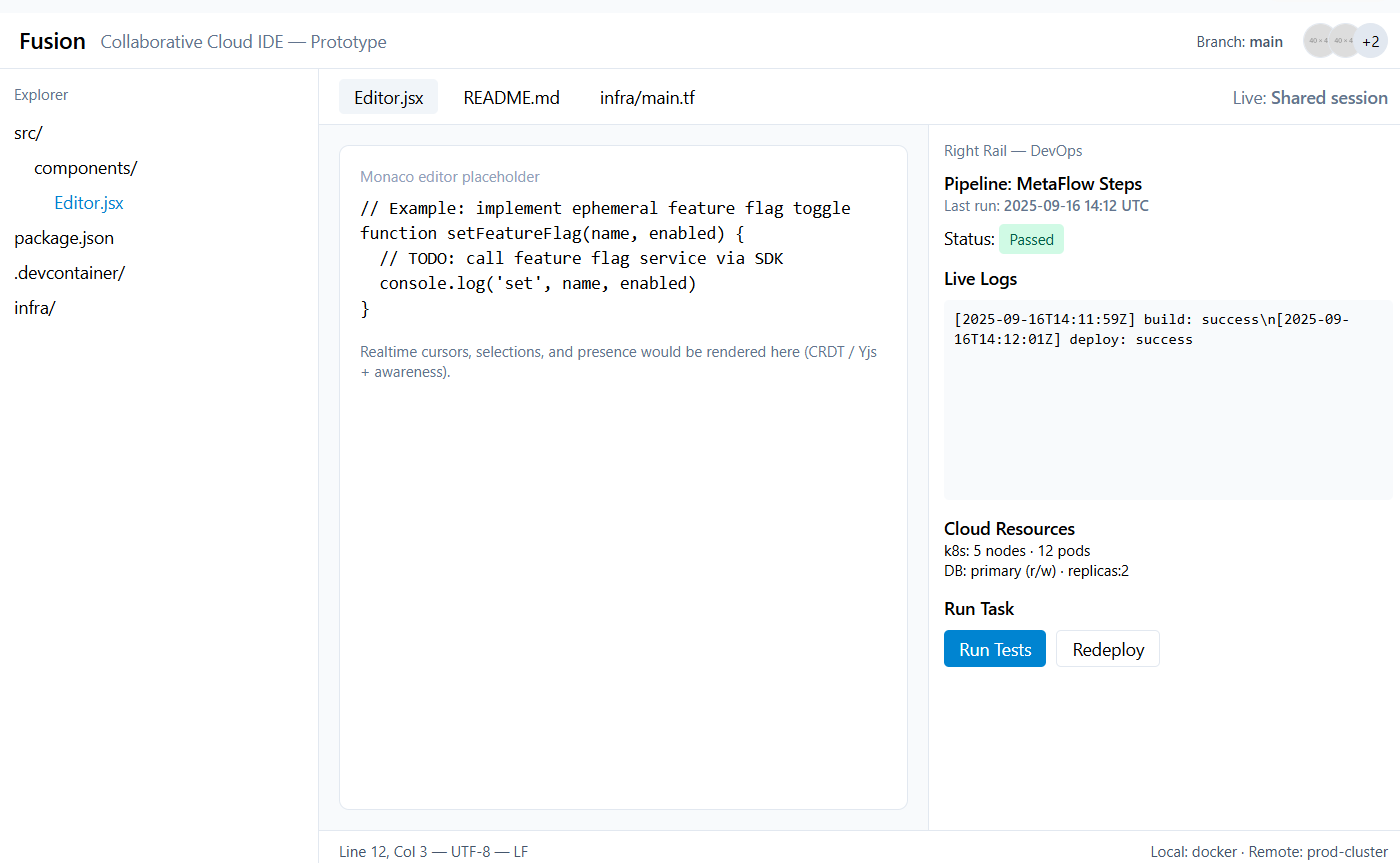 Fusion Collaborative Cloud IDE — Prototype
Branch: main
40 × 4 40 × 4 +2
Explorer
src/
components/
Editor.jsx
package.json
.devcontainer/
infra/
Editor.jsx README.md infra/main.tf
Live: Shared session
Monaco editor placeholder
// Example: implement ephemeral feature flag toggle
function setFeatureFlag(name, enabled) {
  // TODO: call feature flag service via SDK
  console.log('set', name, enabled)
}
Realtime cursors, selections, and presence would be rendered here (CRDT / Yjs
+ awareness).
Right Rail — DevOps
Pipeline: MetaFlow Steps
Last run: 2025-09-16 14:12 UTC
Status: Passed
Live Logs
[2025-09-16T14:11:59Z] build: success\n[2025-09-
16T14:12:01Z] deploy: success
Cloud Resources
k8s: 5 nodes · 12 pods
DB: primary (r/w) · replicas:2
Run Task
Run Tests Redeploy
Line 12, Col 3 — UTF-8 — LF
Local: docker · Remote: prod-cluster